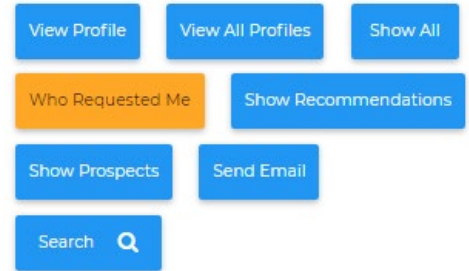 View Profile View All Profiles Show All
Who Requested Me Show Recommendations
Show Prospects Send Email
Search